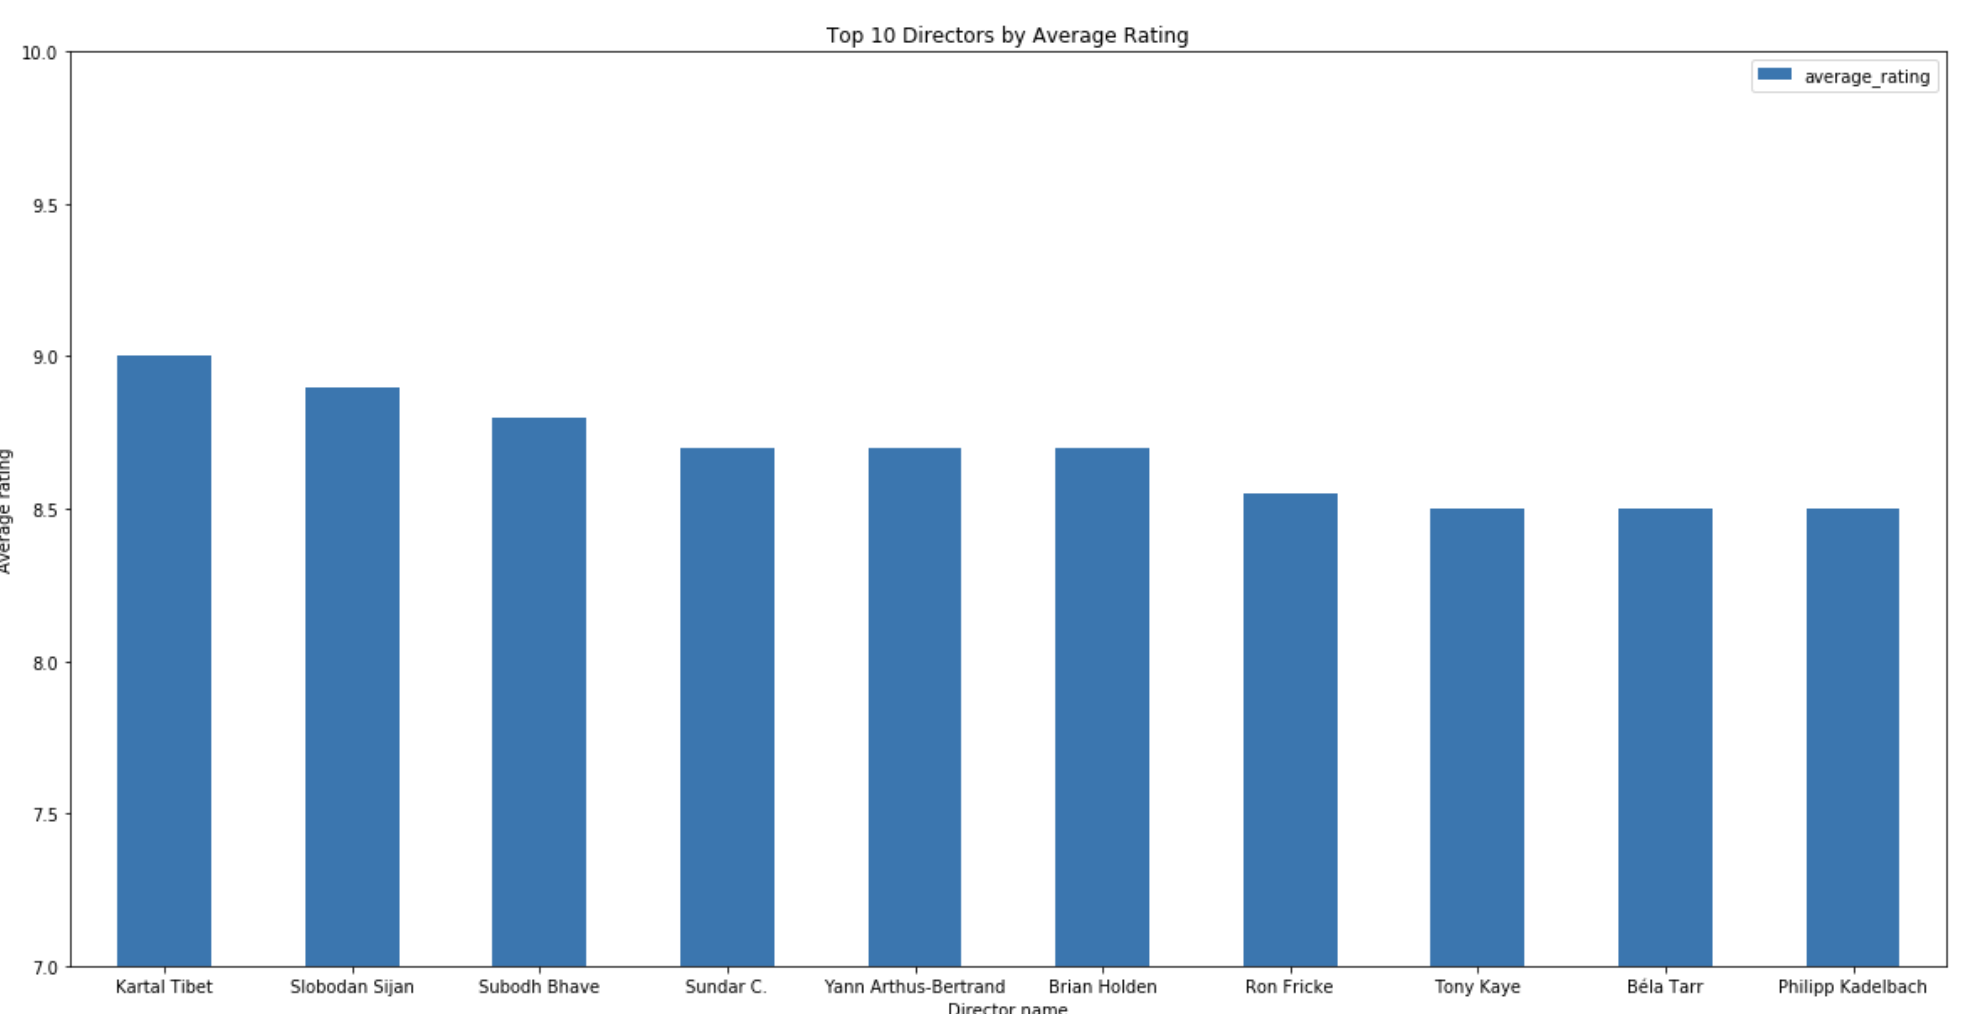 Top 10 Directors by Average Rating
average_rating
10.0
9.5
9.0
8.5
8.0
7.5
7.0
Average rating
Kartal Tibet
Slobodan Sijan
Subodh Bhave
Sundar C.
Yann Arthus-Bertrand
Brian Holden
Ron Fricke
Tony Kaye
Béla Tarr
Philipp Kadelbach
Director name